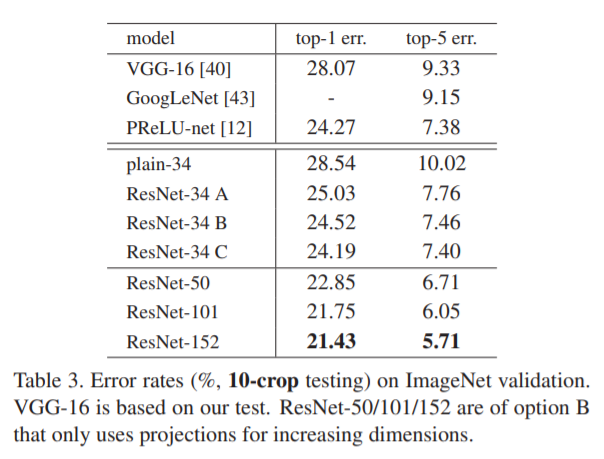 model top-1 err. top-5 err.
VGG-16 [40] 28.07 9.33
GoogLeNet [43] - 9.15
PReLU-net [12] 24.27 7.38
plain-34 28.54 10.02
ResNet-34 A 25.03 7.76
ResNet-34 B 24.52 7.46
ResNet-34 C 24.19 7.40
ResNet-50 22.85 6.71
ResNet-101 21.75 6.05
ResNet-152 21.43 5.71
Table 3. Error rates (%, 10-crop testing) on ImageNet validation.
VGG-16 is based on our test. ResNet-50/101/152 are of option B
that only uses projections for increasing dimensions.